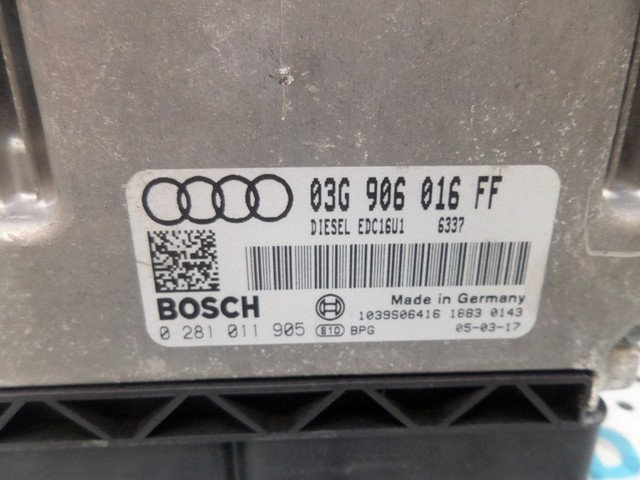 03G 906 016 FF
DIESEL EDC16U1 6337
BOSCH
Made in Germany
0 281 011 905 810 BPG
1039S06416 1883 0143
05-03-17